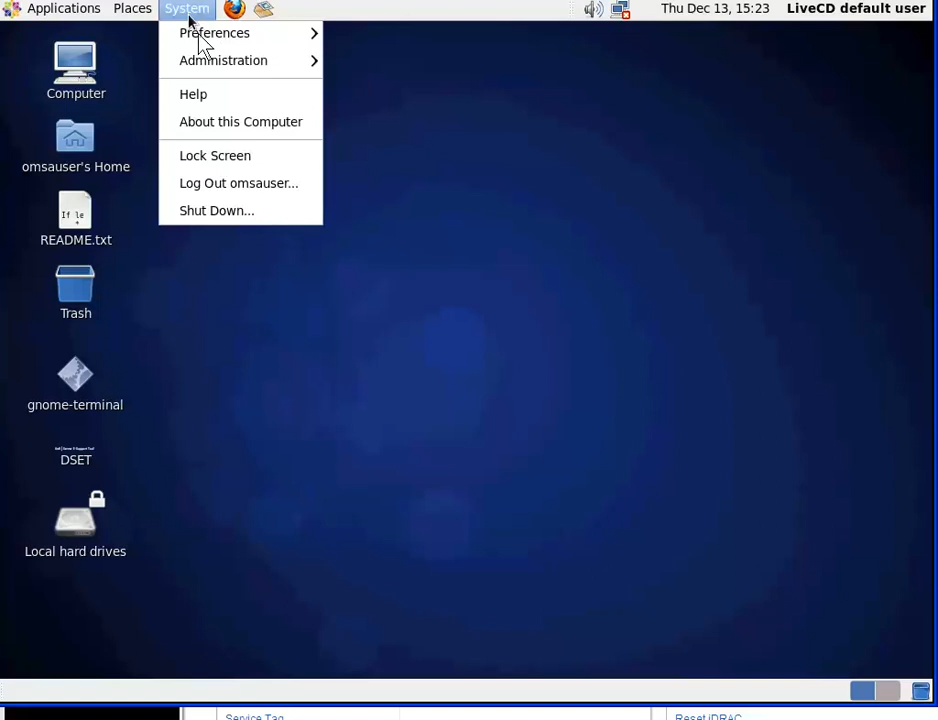 Applications Places System Thu Dec 13, 15:23 LiveCD default user
Preferences
Administration
Help
About this Computer
Lock Screen
Log Out omsauser...
Shut Down...
Computer
omsauser's Home
If le
README.txt
Trash
gnome-terminal
DSET
Local hard drives
Service Tag
Reset iDRAC